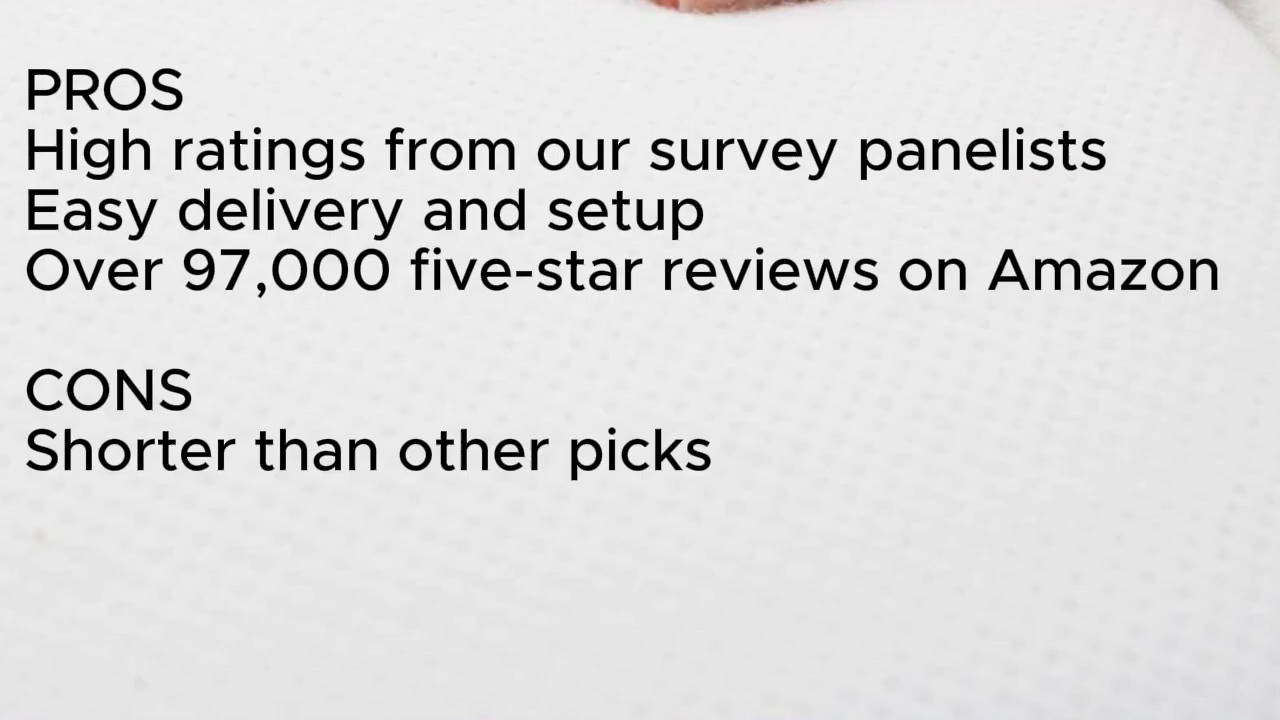 PROS
High ratings from our survey panelists
Easy delivery and setup
Over 97,000 five-star reviews on Amazon
CONS
Shorter than other picks